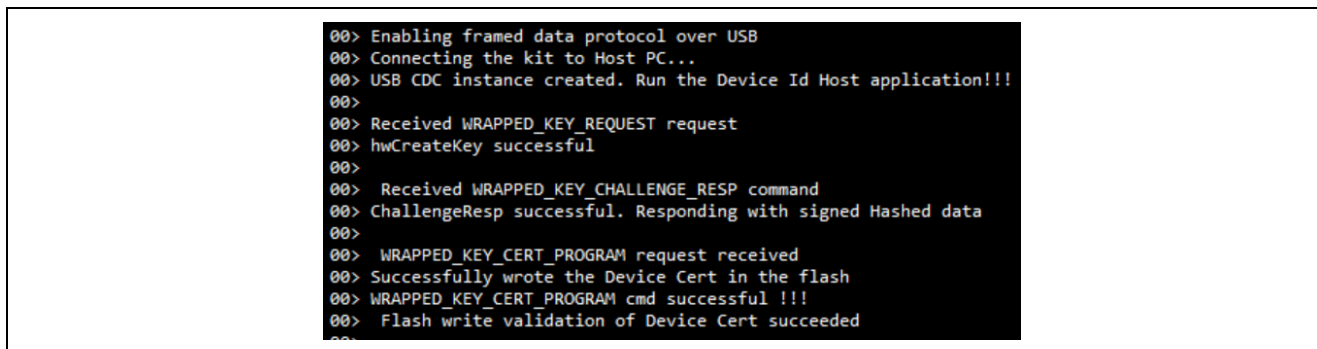 00> Enabling framed data protocol over USB
00> Connecting the kit to Host PC...
00> USB CDC instance created. Run the Device Id Host application!!!
00>
00> Received WRAPPED_KEY_REQUEST request
00> hwCreateKey successful
00>
00>  Received WRAPPED_KEY_CHALLENGE_RESP command
00> ChallengeResp successful. Responding with signed Hashed data
00>
00>  WRAPPED_KEY_CERT_PROGRAM request received
00> Successfully wrote the Device Cert in the flash
00> WRAPPED_KEY_CERT_PROGRAM cmd successful !!!
00>  Flash write validation of Device Cert succeeded